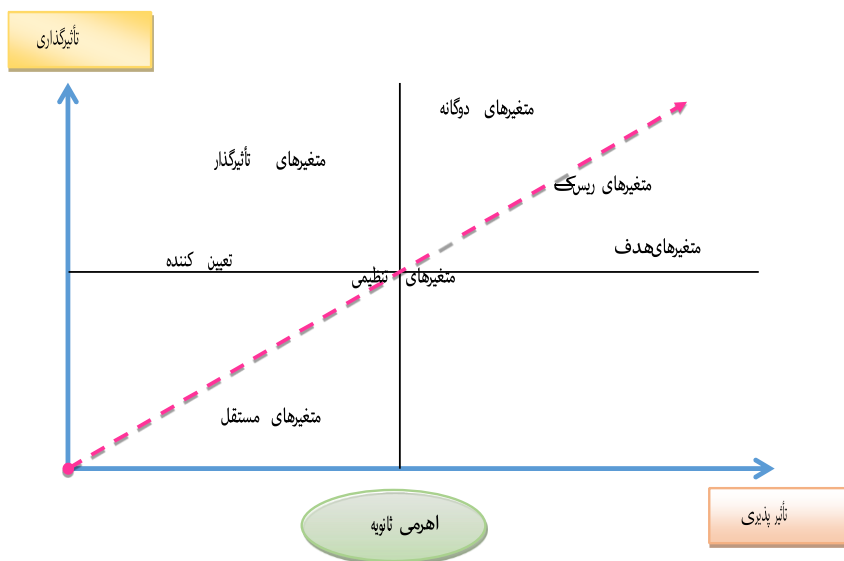 تأثیرگذاری
متغیرهای دوگانه
متغیرهای تأثیرگذار
متغیرهای ریسک
متغیرهای هدف
تعیین کننده
متغیرهای تنظیمی
متغیرهای مستقل
تأثیر پذیری
اهرمی ثانویه